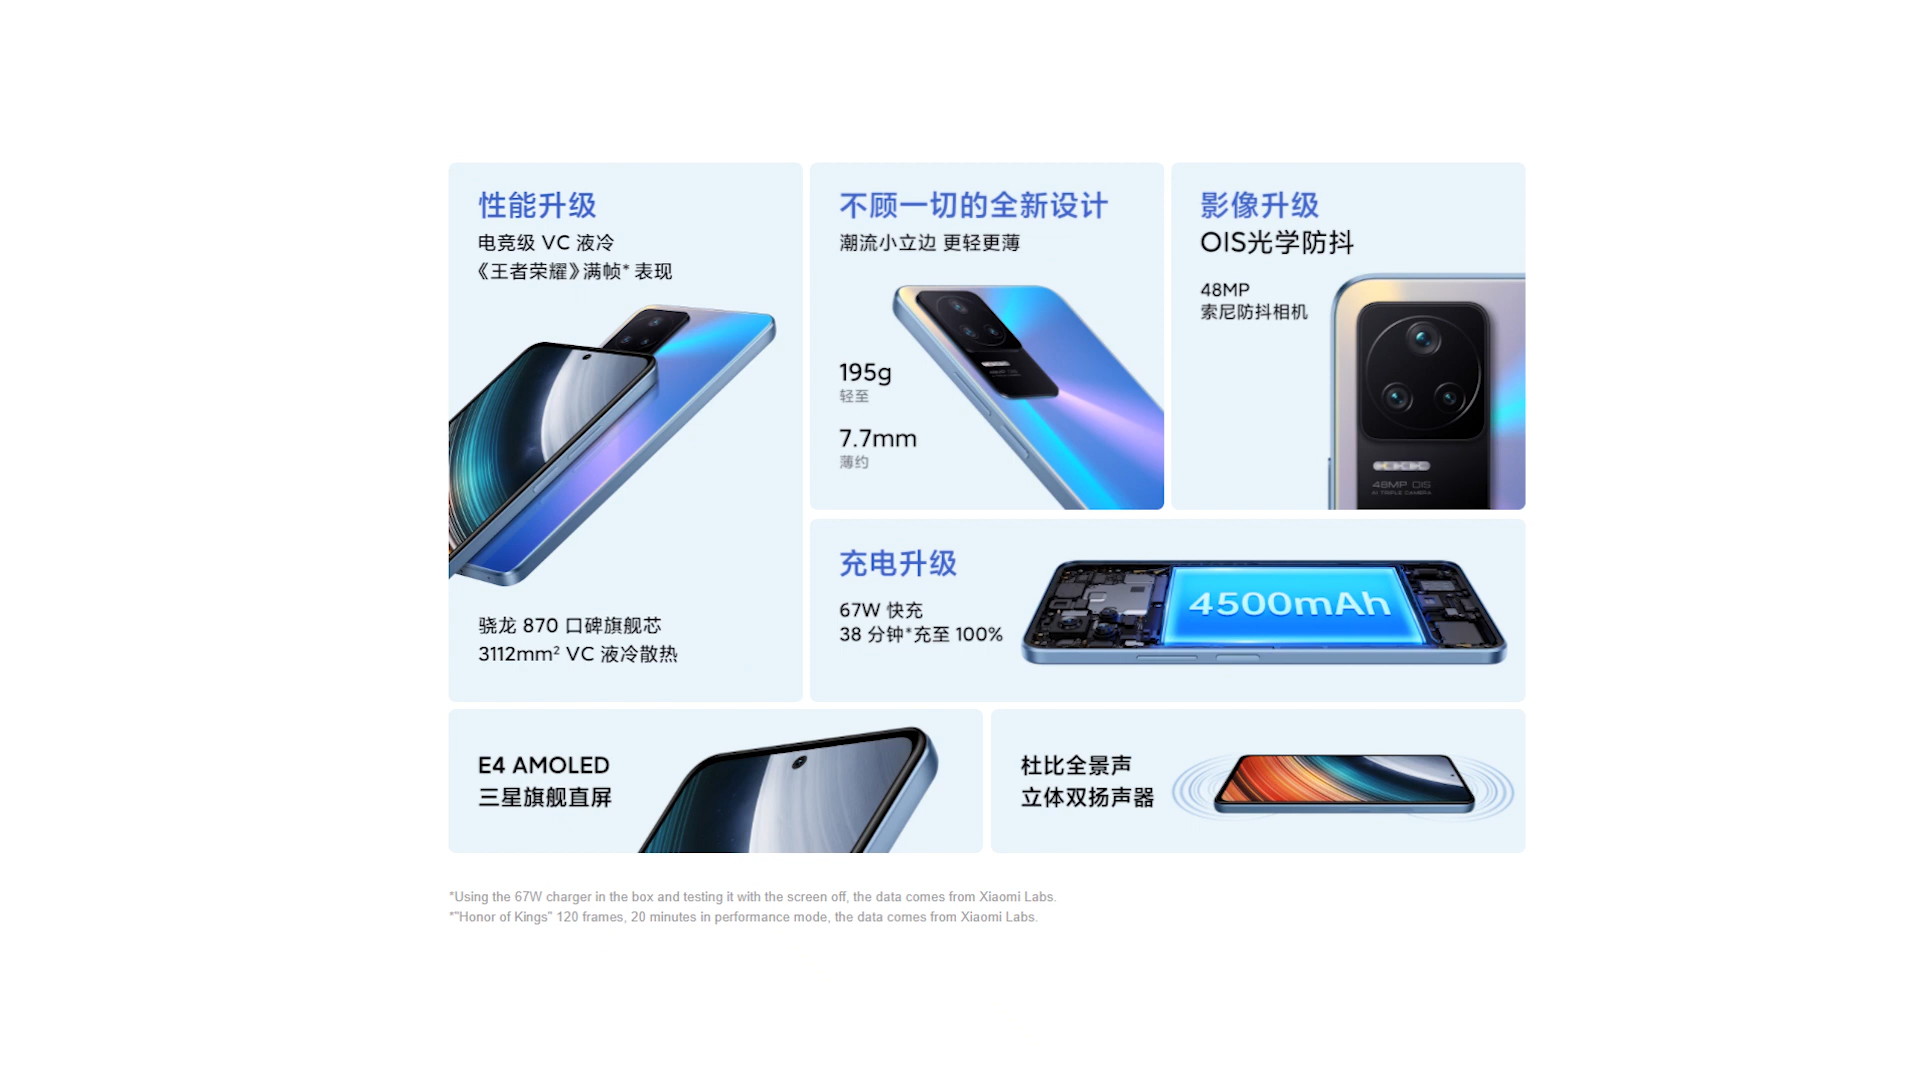 性能升级
电竞级 VC 液冷
《王者荣耀》满帧* 表现
骁龙 870 口碑旗舰芯
3112mm² VC 液冷散热
不顾一切的全新设计
潮流小立边 更轻更薄
195g
轻至
7.7mm
薄约
影像升级
OIS光学防抖
48MP
索尼防抖相机
48MP OIS
AI TRIPLE CAMERA
充电升级
67W 快充
38 分钟*充至 100%
4500mAh
E4 AMOLED
三星旗舰直屏
杜比全景声
立体双扬声器
*Using the 67W charger in the box and testing it with the screen off, the data comes from Xiaomi Labs.
*"Honor of Kings" 120 frames, 20 minutes in performance mode, the data comes from Xiaomi Labs.